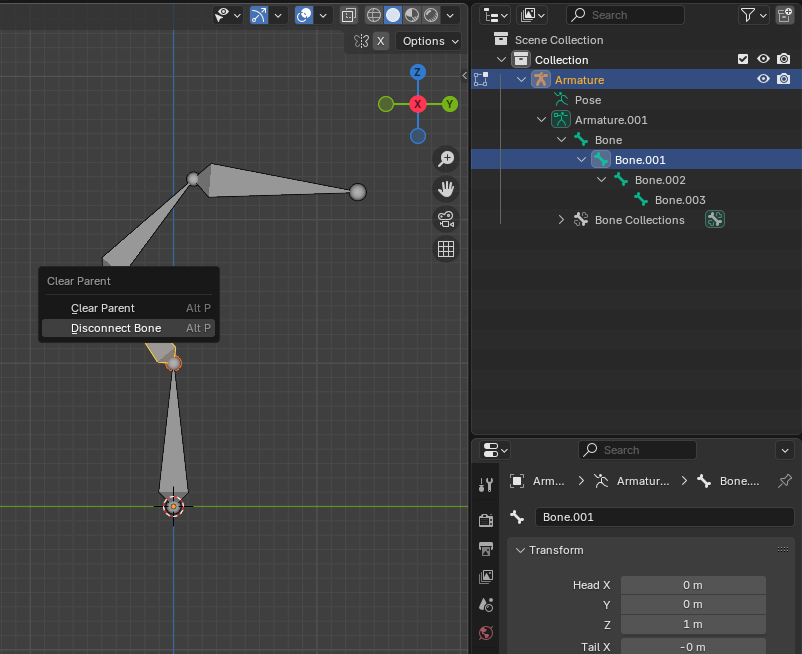 Search
Scene Collection
X
Options
Collection
Z
Armature
X
Y
Pose
Armature.001
Bone
Bone.001
Bone.002
Bone.003
Bone Collections
Clear Parent
Clear Parent Alt P
Disconnect Bone Alt P
Search
Arm...
Armatur...
Bone....
Bone.001
Transform
Head X 0 m
Y 0 m
Z 1 m
Tail X -0 m